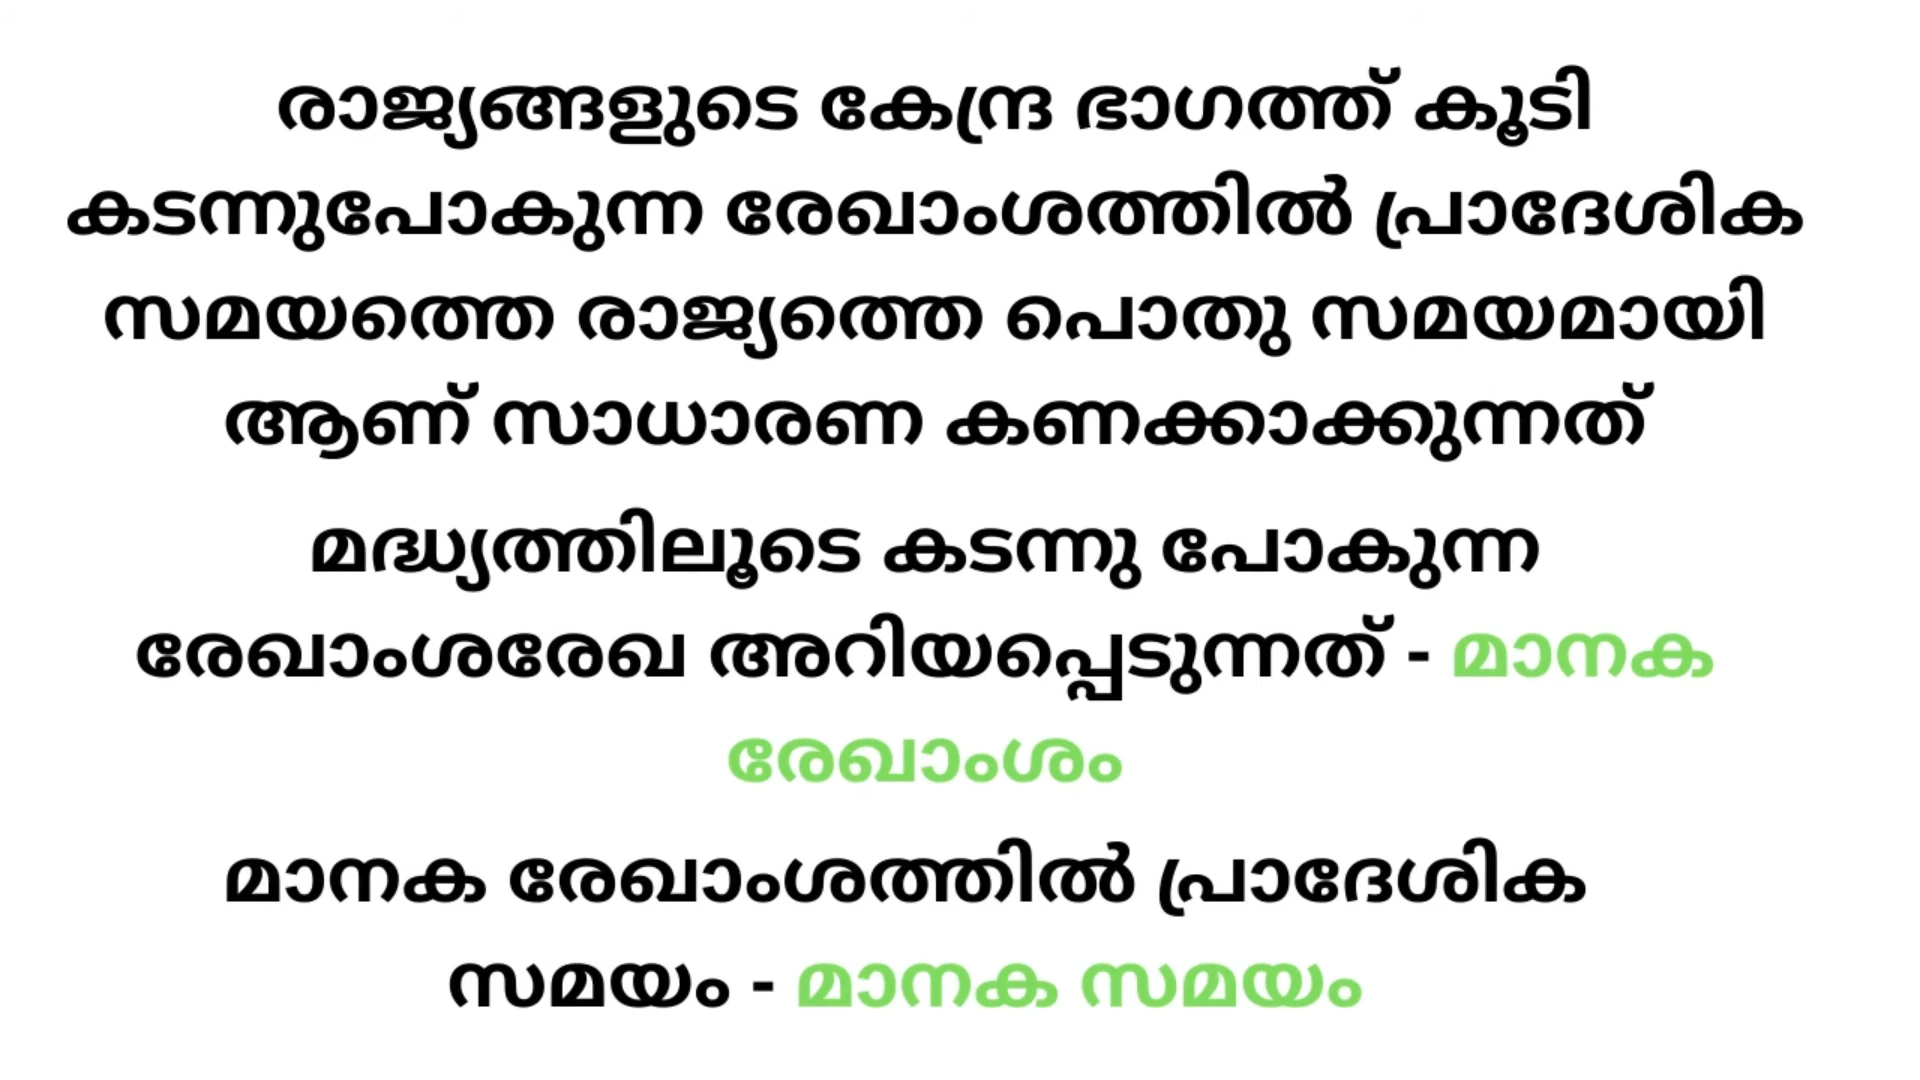 രാജ്യങ്ങളുടെ കേന്ദ്ര ഭാഗത്ത് കൂടി
കടന്നുപോകുന്ന രേഖാംശത്തിൽ പ്രാദേശിക
സമയത്തെ രാജ്യത്തെ പൊതു സമയമായി
ആണ് സാധാരണ കണക്കാക്കുന്നത്
മദ്ധ്യത്തിലൂടെ കടന്നു പോകുന്ന
രേഖാംശരേഖ അറിയപ്പെടുന്നത് - മാനക
രേഖാംശം
മാനക രേഖാംശത്തിൽ പ്രാദേശിക
സമയം - മാനക സമയം